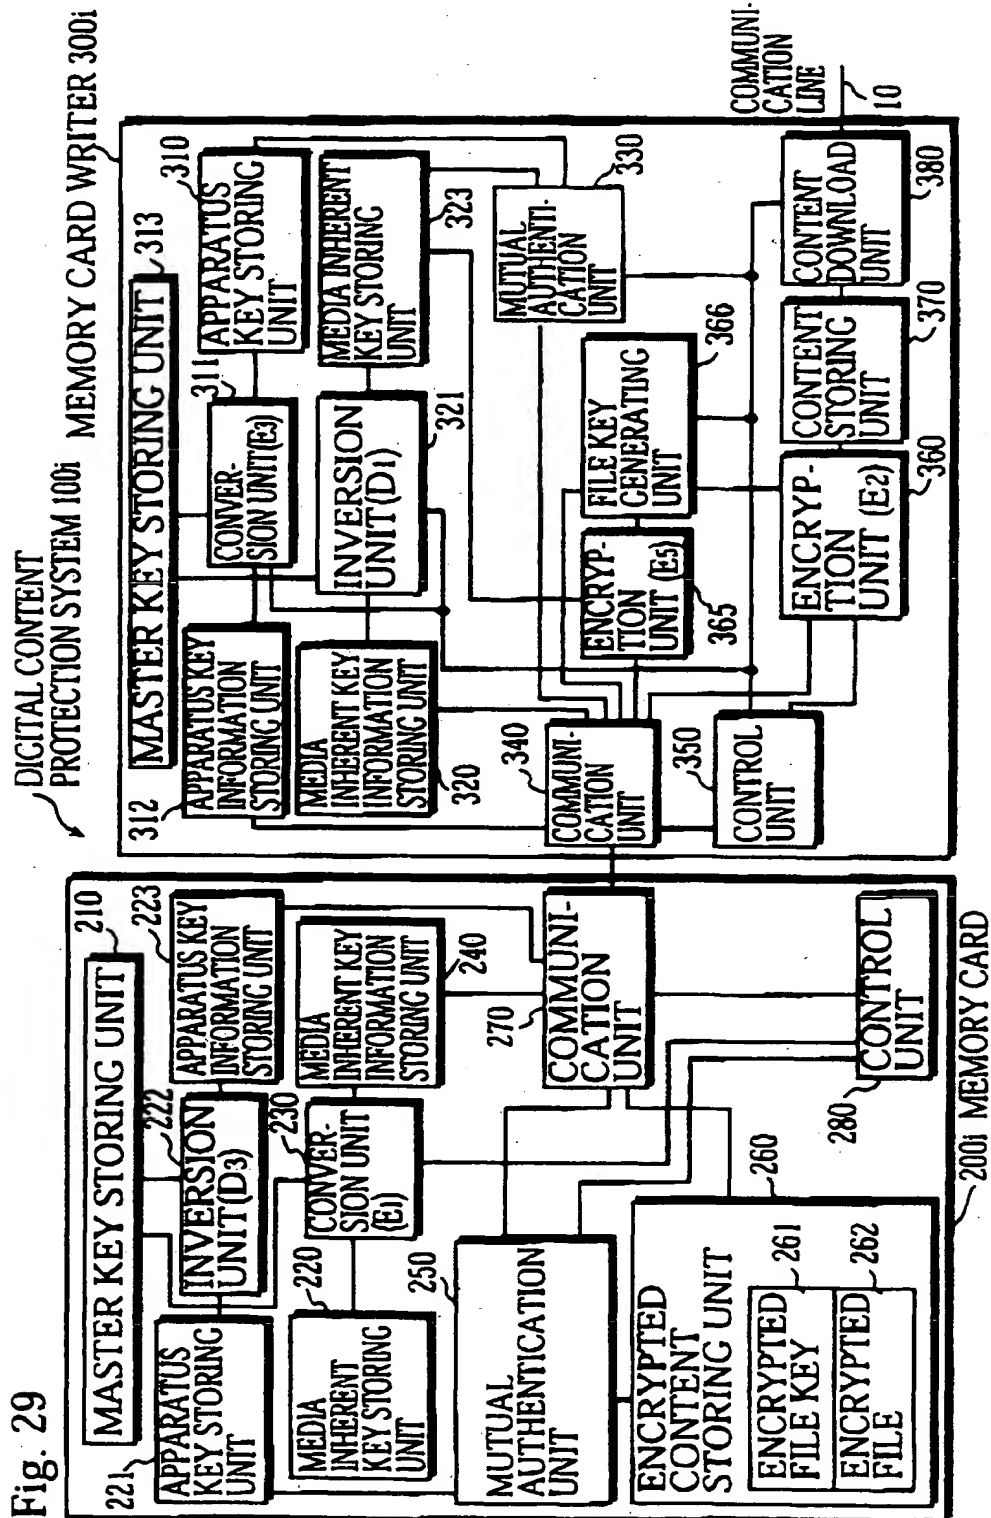 Fig. 29
DIGITAL CONTENT
PROTECTION SYSTEM 100i
MEMORY CARD WRITER 300i
210
MASTER KEY STORING UNIT
221
APPARATUS
KEY STORING
UNIT
222
INVERSION
UNIT(D3)
223
APPARATUS KEY
INFORMATION
STORING UNIT
220
MEDIA
INHERENT
KEY STORING
UNIT
230
CONVER-
SION UNIT
(E1)
MEDIA
INHERENT KEY
INFORMATION
STORING UNIT
240
250
MUTUAL
AUTHENTICATION
UNIT
270
COMMUNI-
CATION
UNIT
260
ENCRYPTED
CONTENT
STORING UNIT
ENCRYPTED
FILE KEY
261
ENCRYPTED
FILE
262
280
CONTROL
UNIT
200i MEMORY CARD
MASTER KEY STORING UNIT
313
312
APPARATUS KEY
INFORMATION
STORING UNIT
311
CONVER-
SION UNIT(E3)
310
APPARATUS
KEY STORING
UNIT
MEDIA
INHERENT KEY
INFORMATION
STORING UNIT
320
INVERSION
UNIT(D1)
321
MEDIA INHERENT
KEY STORING
UNIT
323
340
COMMUNI-
CATION
UNIT
MUTUAL
AUTHENTI-
CATION
UNIT
330
ENCRYP-
TION
UNIT (E5)
365
FILE KEY
GENERATING
UNIT
366
350
CONTROL
UNIT
ENCRYP-
TION
UNIT (E2)
360
CONTENT
STORING
UNIT
370
CONTENT
DOWNLOAD
UNIT
380
COMMUNI-
CATION
LINE
10